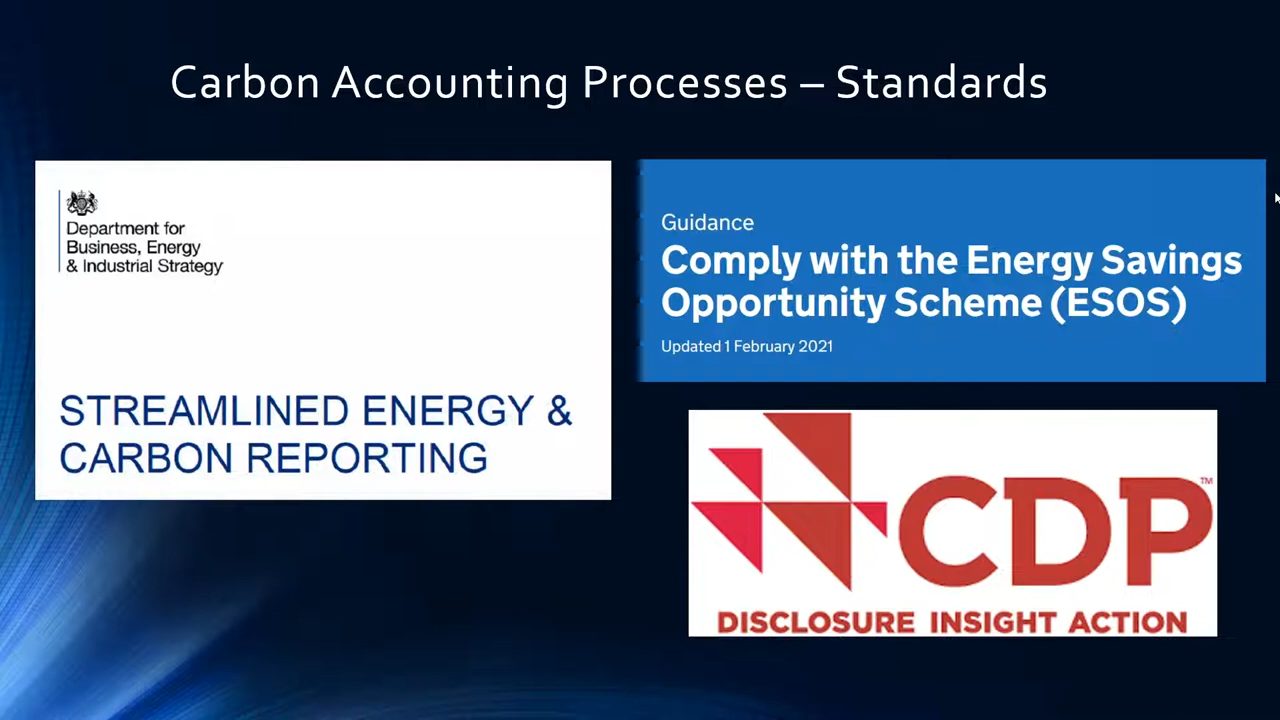 Carbon Accounting Processes – Standards
Department for
Business, Energy
& Industrial Strategy
STREAMLINED ENERGY &
CARBON REPORTING
Guidance
Comply with the Energy Savings
Opportunity Scheme (ESOS)
Updated 1 February 2021
CDP™
DISCLOSURE INSIGHT ACTION